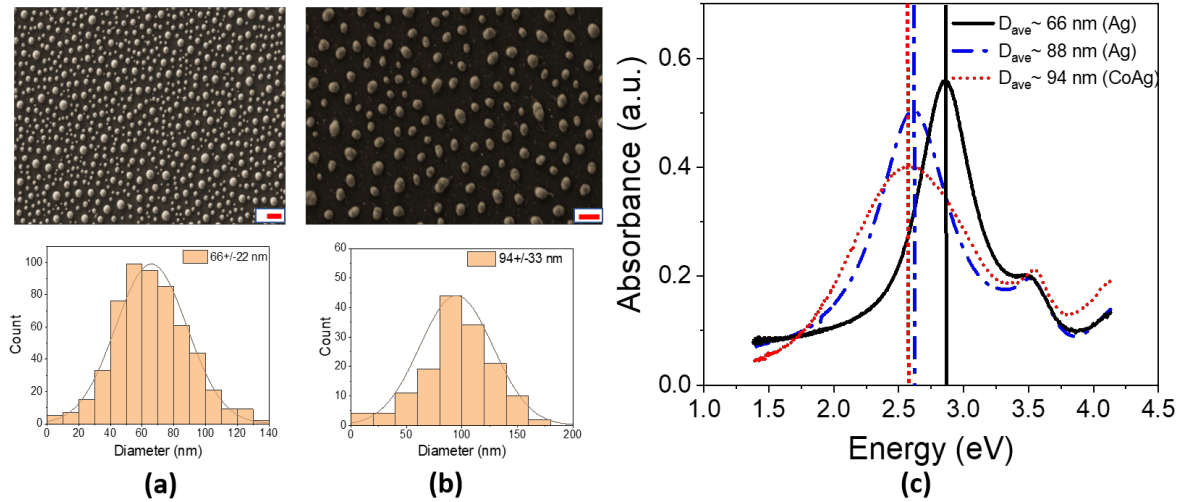 66+/-22 nm
100
80
60
40
20
0
Count
0 20 40 60 80 100 120 140
Diameter (nm)
(a)
94+/-33 nm
60
50
40
30
20
10
0
Count
0 50 100 150 200
Diameter (nm)
(b)
D_ave~ 66 nm (Ag)
D_ave~ 88 nm (Ag)
D_ave~ 94 nm (CoAg)
0.6
0.4
0.2
0.0
Absorbance (a.u.)
1.0 1.5 2.0 2.5 3.0 3.5 4.0 4.5
Energy (eV)
(c)